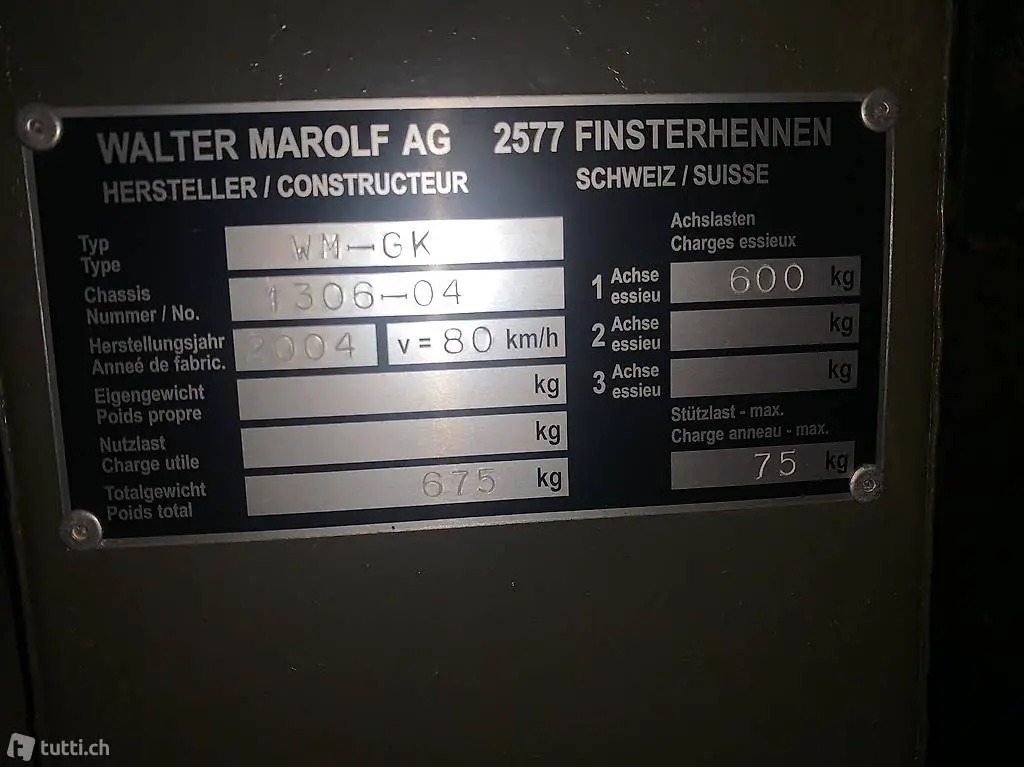 WALTER MAROLF AG 2577 FINSTERHENNEN
HERSTELLER / CONSTRUCTEUR SCHWEIZ / SUISSE
Typ
Type
WM-GK
Chassis
Nummer / No.
1306-04
Herstellungsjahr
Anneé de fabric.
2004 v = 80 km/h
Eigengewicht
Poids propre
kg
Nutzlast
Charge utile
kg
Totalgewicht
Poids total
675 kg
Achslasten
Charges essieux
1 Achse
essieu
600 kg
2 Achse
essieu
kg
3 Achse
essieu
kg
Stützlast - max.
Charge anneau - max.
75 kg
tutti.ch